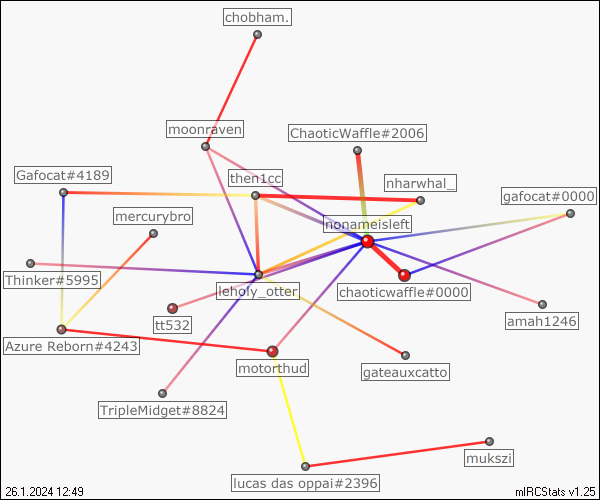 chobham.
moonraven
ChaoticWaffle#2006
Gafocat#4189
then1cc
nharwhal_
gafocat#0000
mercurybro
nonameisleft
Thinker#5995
leholy_otter
chaoticwaffle#0000
tt532
amah1246
Azure Reborn#4243
motorthud
gateauxcatto
TripleMidget#8824
mukszi
lucas das oppai#2396
26.1.2024 12:49
mIRCStats v1.25